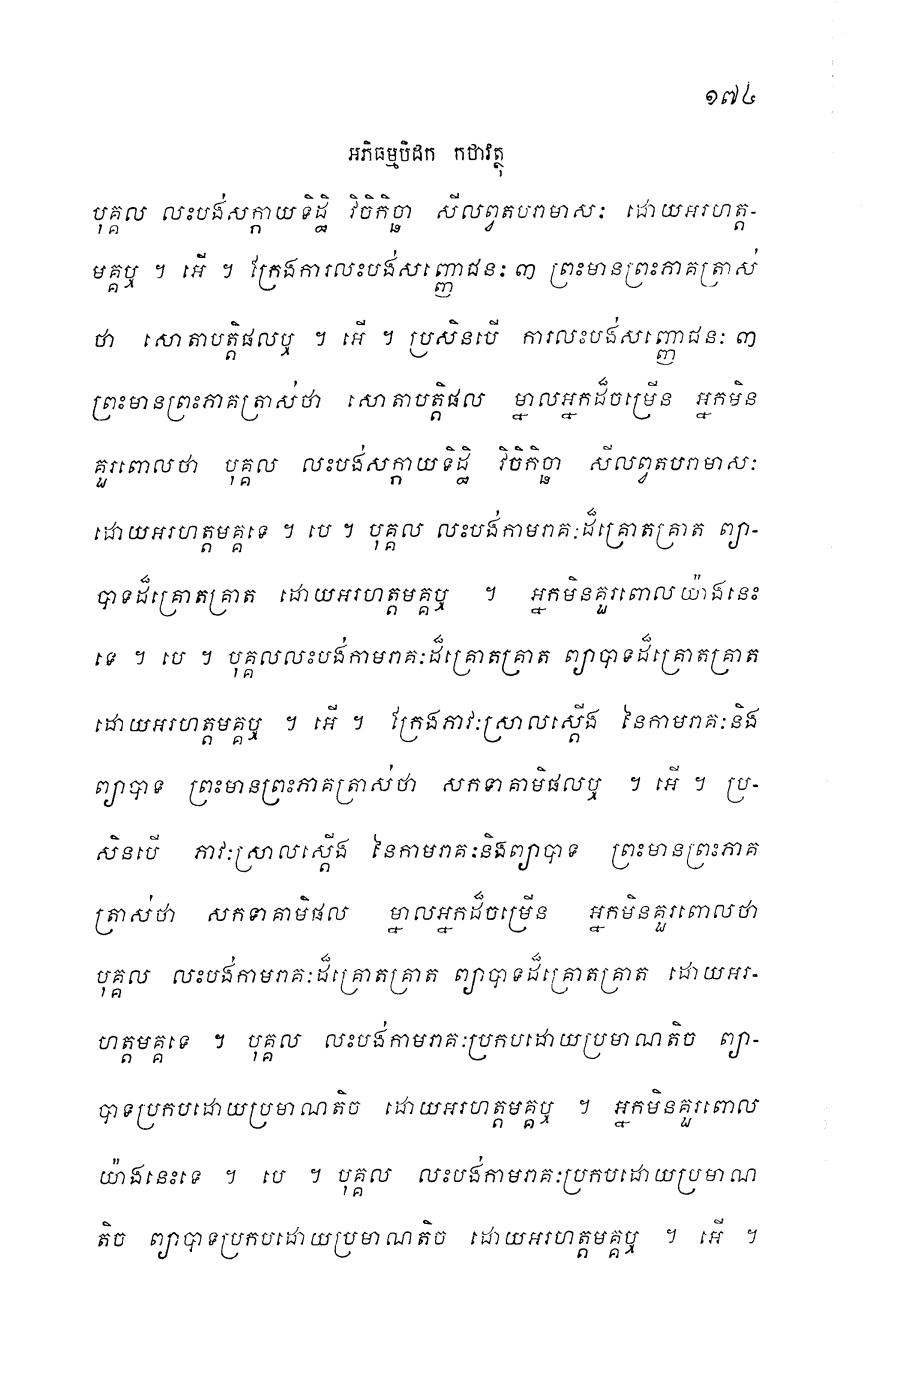 ១៧៤
អភិធម្មបិដក កថាវត្ថុ
បុគ្គល លះបង់សក្កាយទិដ្ឋិ វិចិកិច្ឆា សីលព្វតបរាមាសៈ ដោយអរហត្ត-
មគ្គឬ ។ អើ ។ ក្រែងការលះបង់សញ្ញោជនៈ ៣ ព្រះមានព្រះភាគត្រាស់
ថា សោតាបត្តិផលឬ ។ អើ ។ ប្រសិនបើ ការលះបង់សញ្ញោជនៈ ៣
ព្រះមានព្រះភាគត្រាស់ថា សោតាបត្តិផល ម្នាលអ្នកដ៏ចម្រើន អ្នកមិន
គួរពោលថា បុគ្គល លះបង់សក្កាយទិដ្ឋិ វិចិកិច្ឆា សីលព្វតបរាមាសៈ
ដោយអរហត្តមគ្គទេ ។ បេ ។ បុគ្គល លះបង់កាមរាគៈដ៏គ្រោតគ្រាត ព្យា-
បាទដ៏គ្រោតគ្រាត ដោយអរហត្តមគ្គឬ ។ អ្នកមិនគួរពោលយ៉ាងនេះ
ទេ ។ បេ ។ បុគ្គលលះបង់កាមរាគៈដ៏គ្រោតគ្រាត ព្យាបាទដ៏គ្រោតគ្រាត
ដោយអរហត្តមគ្គឬ ។ អើ ។ ក្រែងភាវៈស្រាលស្តើង នៃកាមរាគៈនិង
ព្យាបាទ ព្រះមានព្រះភាគត្រាស់ថា សកទាគាមិផលឬ ។ អើ ។ ប្រ-
សិនបើ ភាវៈស្រាលស្តើង នៃកាមរាគៈនិងព្យាបាទ ព្រះមានព្រះភាគ
ត្រាស់ថា សកទាគាមិផល ម្នាលអ្នកដ៏ចម្រើន អ្នកមិនគួរពោលថា
បុគ្គល លះបង់កាមរាគៈដ៏គ្រោតគ្រាត ព្យាបាទដ៏គ្រោតគ្រាត ដោយអរ-
ហត្តមគ្គទេ ។ បុគ្គល លះបង់កាមរាគៈប្រកបដោយប្រមាណតិច ព្យា-
បាទប្រកបដោយប្រមាណតិច ដោយអរហត្តមគ្គឬ ។ អ្នកមិនគួរពោល
យ៉ាងនេះទេ ។ បេ ។ បុគ្គល លះបង់កាមរាគៈប្រកបដោយប្រមាណ
តិច ព្យាបាទប្រកបដោយប្រមាណតិច ដោយអរហត្តមគ្គឬ ។ អើ ។